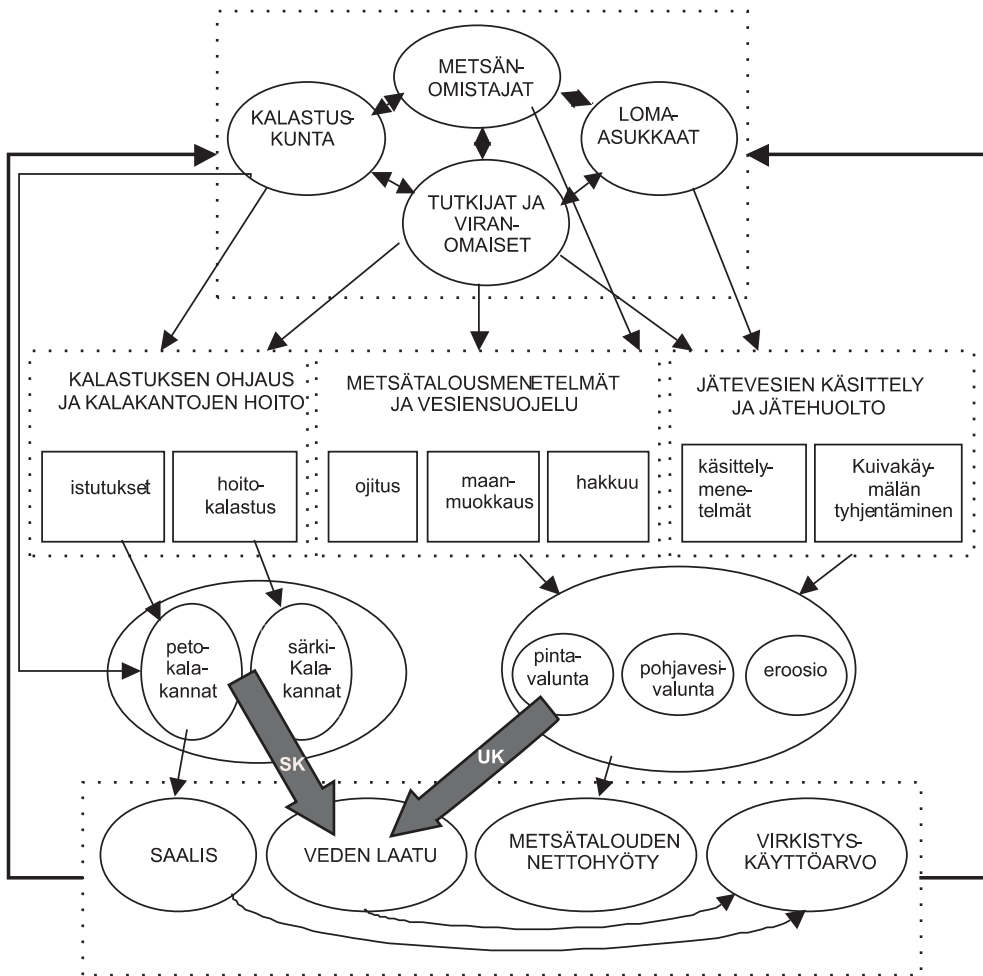 METSÄN-
OMISTAJAT
KALASTUS-
KUNTA
LOMA-
ASUKKAAT
TUTKIJAT JA
VIRAN-
OMAISET
KALASTUKSEN OHJAUS
JA KALAKANTOJEN HOITO
METSÄTALOUSMENETELMÄT
JA VESIENSUOJELU
JÄTEVESIEN KÄSITTELY
JA JÄTEHUOLTO
istutukset
hoito-
kalastus
ojitus
maan-
muokkaus
hakkuu
käsittely-
mene-
telmät
Kuivakäy-
mälän
tyhjentäminen
peto-
kala-
kannat
särki-
Kala-
kannat
pinta-
valunta
pohjavesi-
valunta
eroosio
SK
UK
SAALIS
VEDEN LAATU
METSÄTALOUDEN
NETTOHYÖTY
VIRKISTYS-
KÄYTTÖARVO